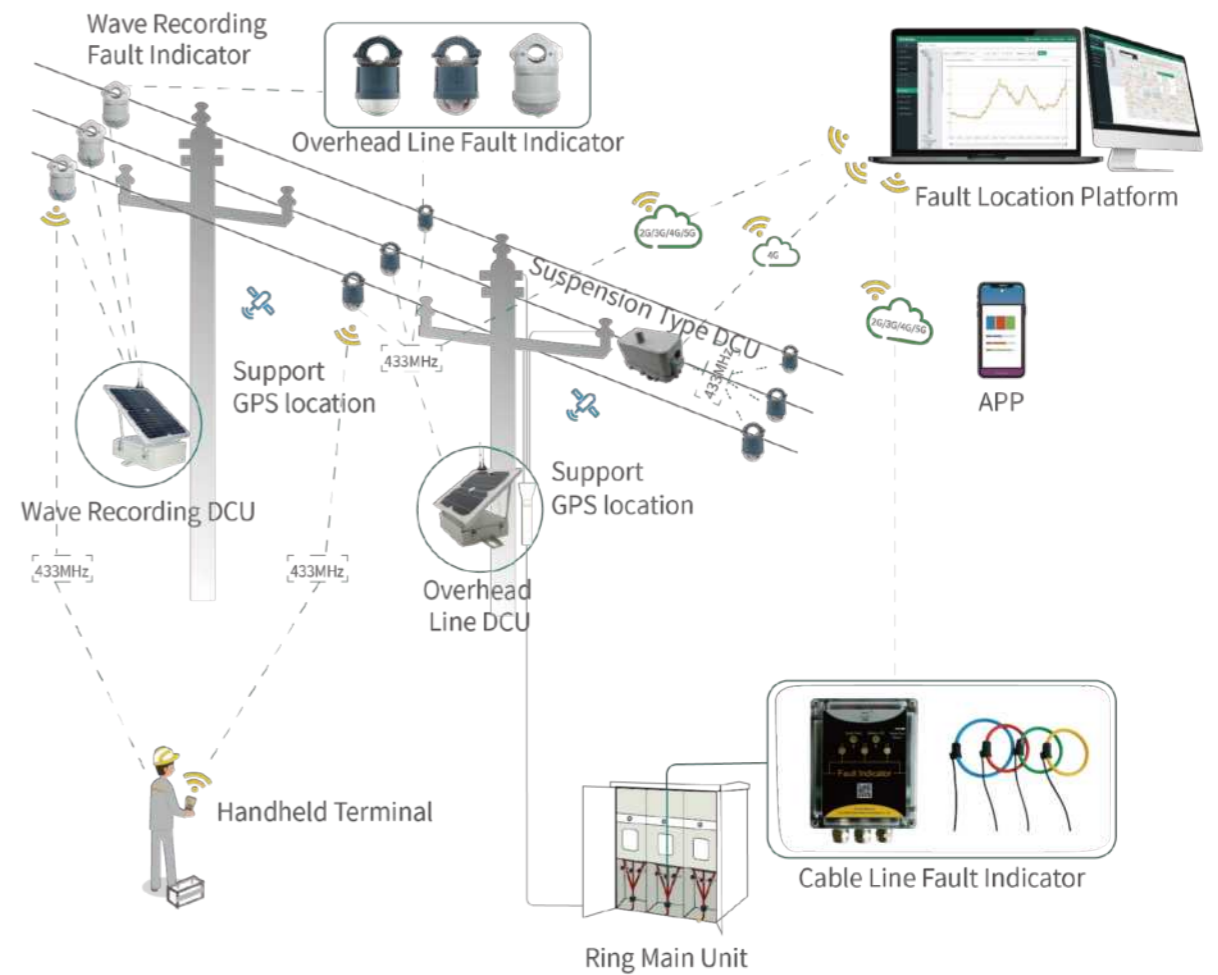 Wave Recording
Fault Indicator
Overhead Line Fault Indicator
Fault Location Platform
2G/3G/4G/5G
4G
2G/3G/4G/5G
Suspension Type DCU
433MHz
433MHz
APP
Support
GPS location
Support
GPS location
Wave Recording DCU
433MHz
433MHz
Overhead
Line DCU
Handheld Terminal
Fault Indicator
Cable Line Fault Indicator
Ring Main Unit